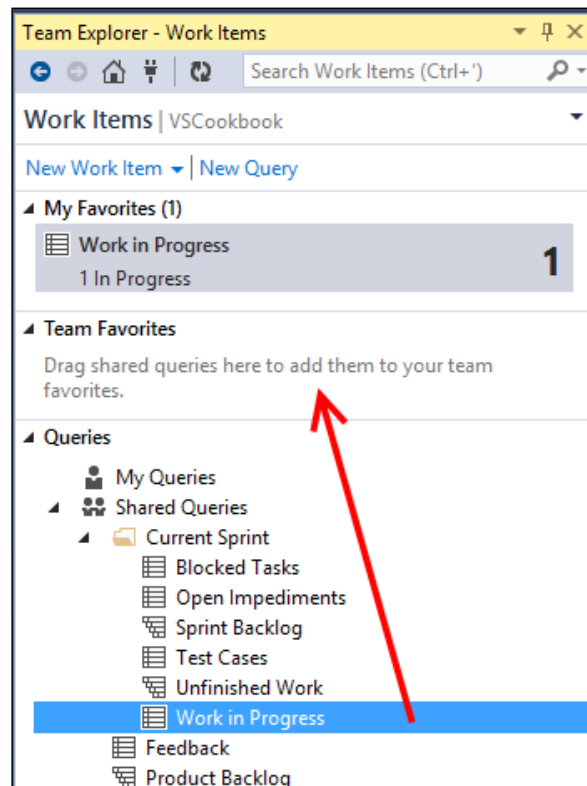 Team Explorer - Work Items
Search Work Items (Ctrl+')
Work Items | VSCookbook
New Work Item | New Query
My Favorites (1)
Work in Progress
1 In Progress
1
Team Favorites
Drag shared queries here to add them to your team
favorites.
Queries
My Queries
Shared Queries
Current Sprint
Blocked Tasks
Open Impediments
Sprint Backlog
Test Cases
Unfinished Work
Work in Progress
Feedback
Product Backlog